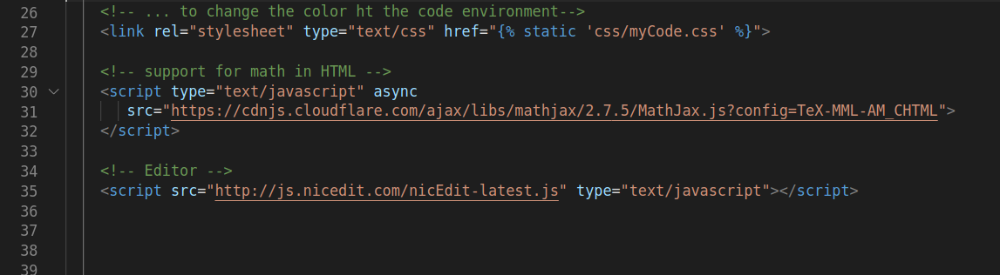 26 <!-- ... to change the color ht the code environment-->
27 <link rel="stylesheet" type="text/css" href="{% static 'css/myCode.css' %}">
28
29 <!-- support for math in HTML -->
30 <script type="text/javascript" async
31 src="https://cdnjs.cloudflare.com/ajax/libs/mathjax/2.7.5/MathJax.js?config=TeX-MML-AM_CHTML">
32 </script>
33
34 <!-- Editor -->
35 <script src="http://js.nicedit.com/nicEdit-latest.js" type="text/javascript"></script>
36
37
38
39